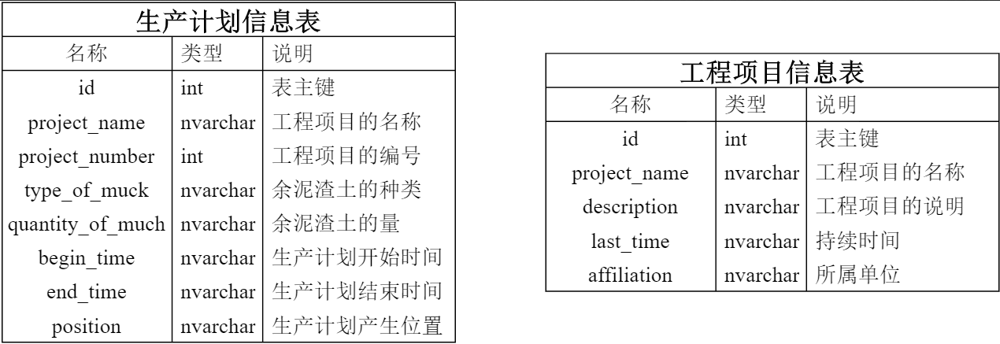 生产计划信息表
名称 类型 说明
id int 表主键
project_name nvarchar 工程项目的名称
project_number int 工程项目的编号
type_of_muck nvarchar 余泥渣土的种类
quantity_of_much nvarchar 余泥渣土的量
begin_time nvarchar 生产计划开始时间
end_time nvarchar 生产计划结束时间
position nvarchar 生产计划产生位置
工程项目信息表
名称 类型 说明
id int 表主键
project_name nvarchar 工程项目的名称
description nvarchar 工程项目的说明
last_time nvarchar 持续时间
affiliation nvarchar 所属单位